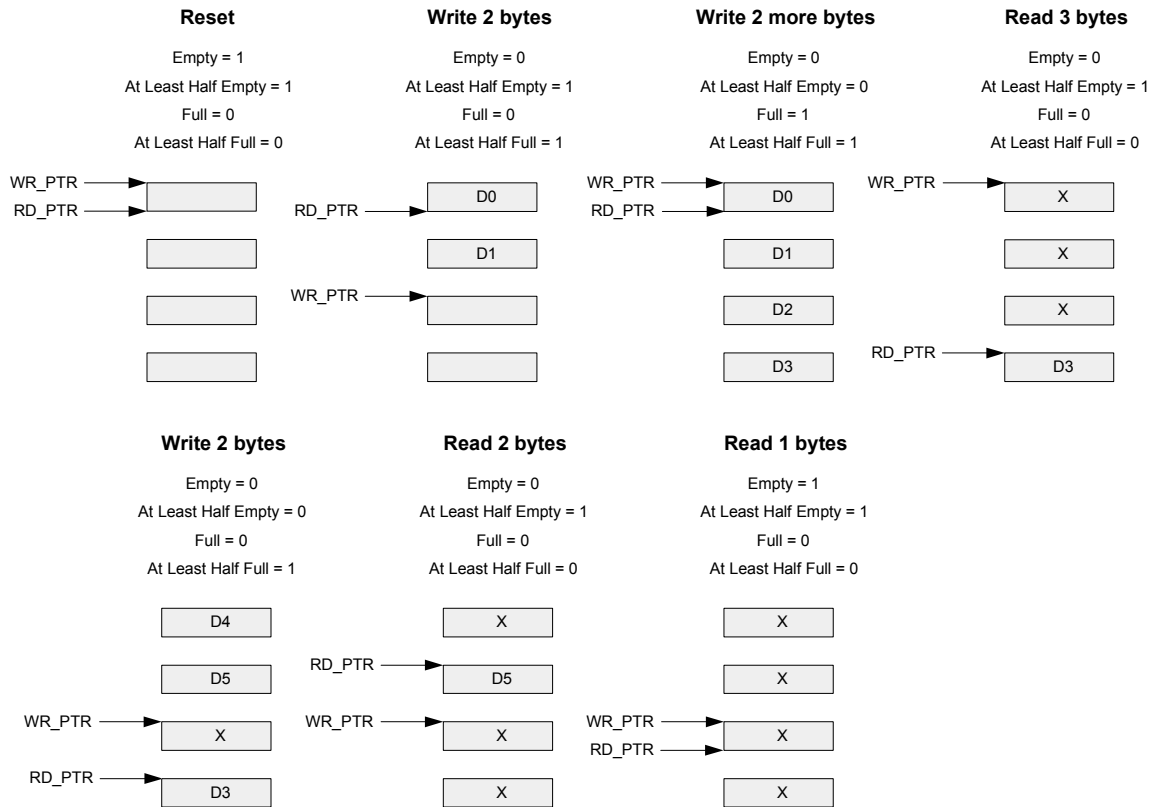 Reset
Empty = 1
At Least Half Empty = 1
Full = 0
At Least Half Full = 0
WR_PTR
RD_PTR
Write 2 bytes
Empty = 0
At Least Half Empty = 1
Full = 0
At Least Half Full = 1
D0
RD_PTR
D1
WR_PTR
Write 2 more bytes
Empty = 0
At Least Half Empty = 0
Full = 1
At Least Half Full = 1
WR_PTR
D0
RD_PTR
D1
D2
D3
Read 3 bytes
Empty = 0
At Least Half Empty = 1
Full = 0
At Least Half Full = 0
WR_PTR
X
X
X
RD_PTR
D3
Write 2 bytes
Empty = 0
At Least Half Empty = 0
Full = 0
At Least Half Full = 1
D4
D5
WR_PTR
X
RD_PTR
D3
Read 2 bytes
Empty = 0
At Least Half Empty = 1
Full = 0
At Least Half Full = 0
X
RD_PTR
D5
WR_PTR
X
X
Read 1 bytes
Empty = 1
At Least Half Empty = 1
Full = 0
At Least Half Full = 0
X
X
WR_PTR
X
RD_PTR
X